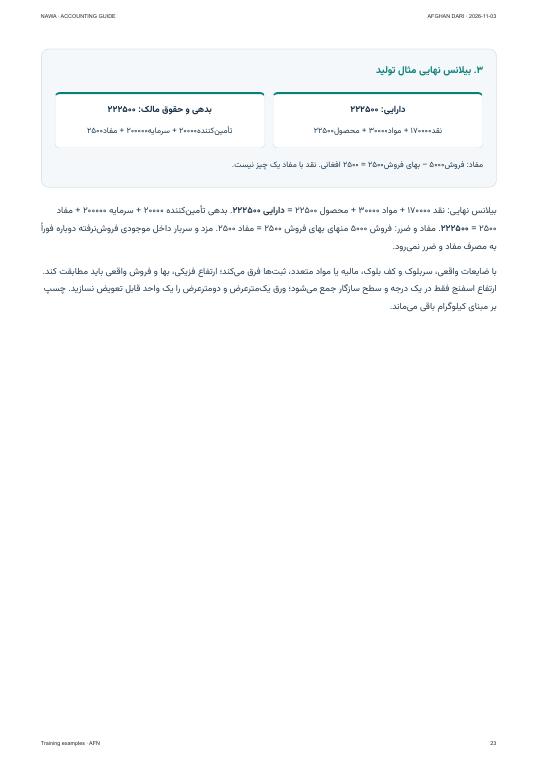 NAWA · ACCOUNTING GUIDE
AFGHAN DARI · 2026-11-03
۳. بیلانس نهایی مثال تولید
دارایی: ۲۲۲۵۰۰
نقد۱۷۰۰۰۰ + مواد۳۰۰۰۰ + محصول۲۲۵۰۰
بدهی و حقوق مالک: ۲۲۲۵۰۰
تأمین‌کننده۲۰۰۰۰ + سرمایه۲۰۰۰۰۰ + مفاد۲۵۰۰
مفاد: فروش۵۰۰۰ − بهای فروش۲۵۰۰ = ۲۵۰۰ افغانی. نقد با مفاد یک چیز نیست.
بیلانس نهایی: نقد ۱۷۰۰۰۰ + مواد ۳۰۰۰۰ + محصول ۲۲۵۰۰ = دارایی ۲۲۲۵۰۰. بدهی تأمین‌کننده ۲۰۰۰۰ + سرمایه ۲۰۰۰۰۰ + مفاد
۲۵۰۰ = ۲۲۲۵۰۰. مفاد و ضرر: فروش ۵۰۰۰ منهای بهای فروش ۲۵۰۰ = مفاد ۲۵۰۰. مزد و سربار داخل موجودی فروش‌نرفته دوباره فوراً
به مصرف مفاد و ضرر نمی‌رود.
با ضایعات واقعی، سربلوک و کف بلوک، مالیه یا مواد متعدد، ثبت‌ها فرق می‌کند؛ ارتفاع فزیکی، بها و فروش واقعی باید مطابقت کند.
ارتفاع اسفنج فقط در یک درجه و سطح سازگار جمع می‌شود؛ ورق یک‌مترعرض و دومترعرض را یک واحد قابل تعویض نسازید. چسپ
بر مبنای کیلوگرام باقی می‌ماند.
Training examples · AFN
23